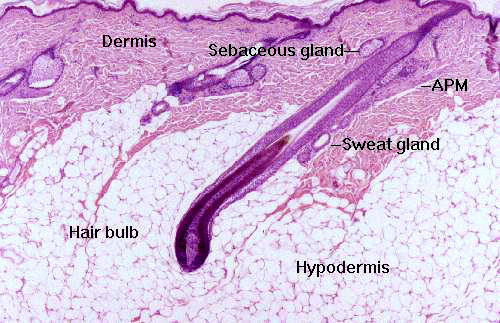 Dermis
Sebaceous gland
APM
Sweat gland
Hair bulb
Hypodermis